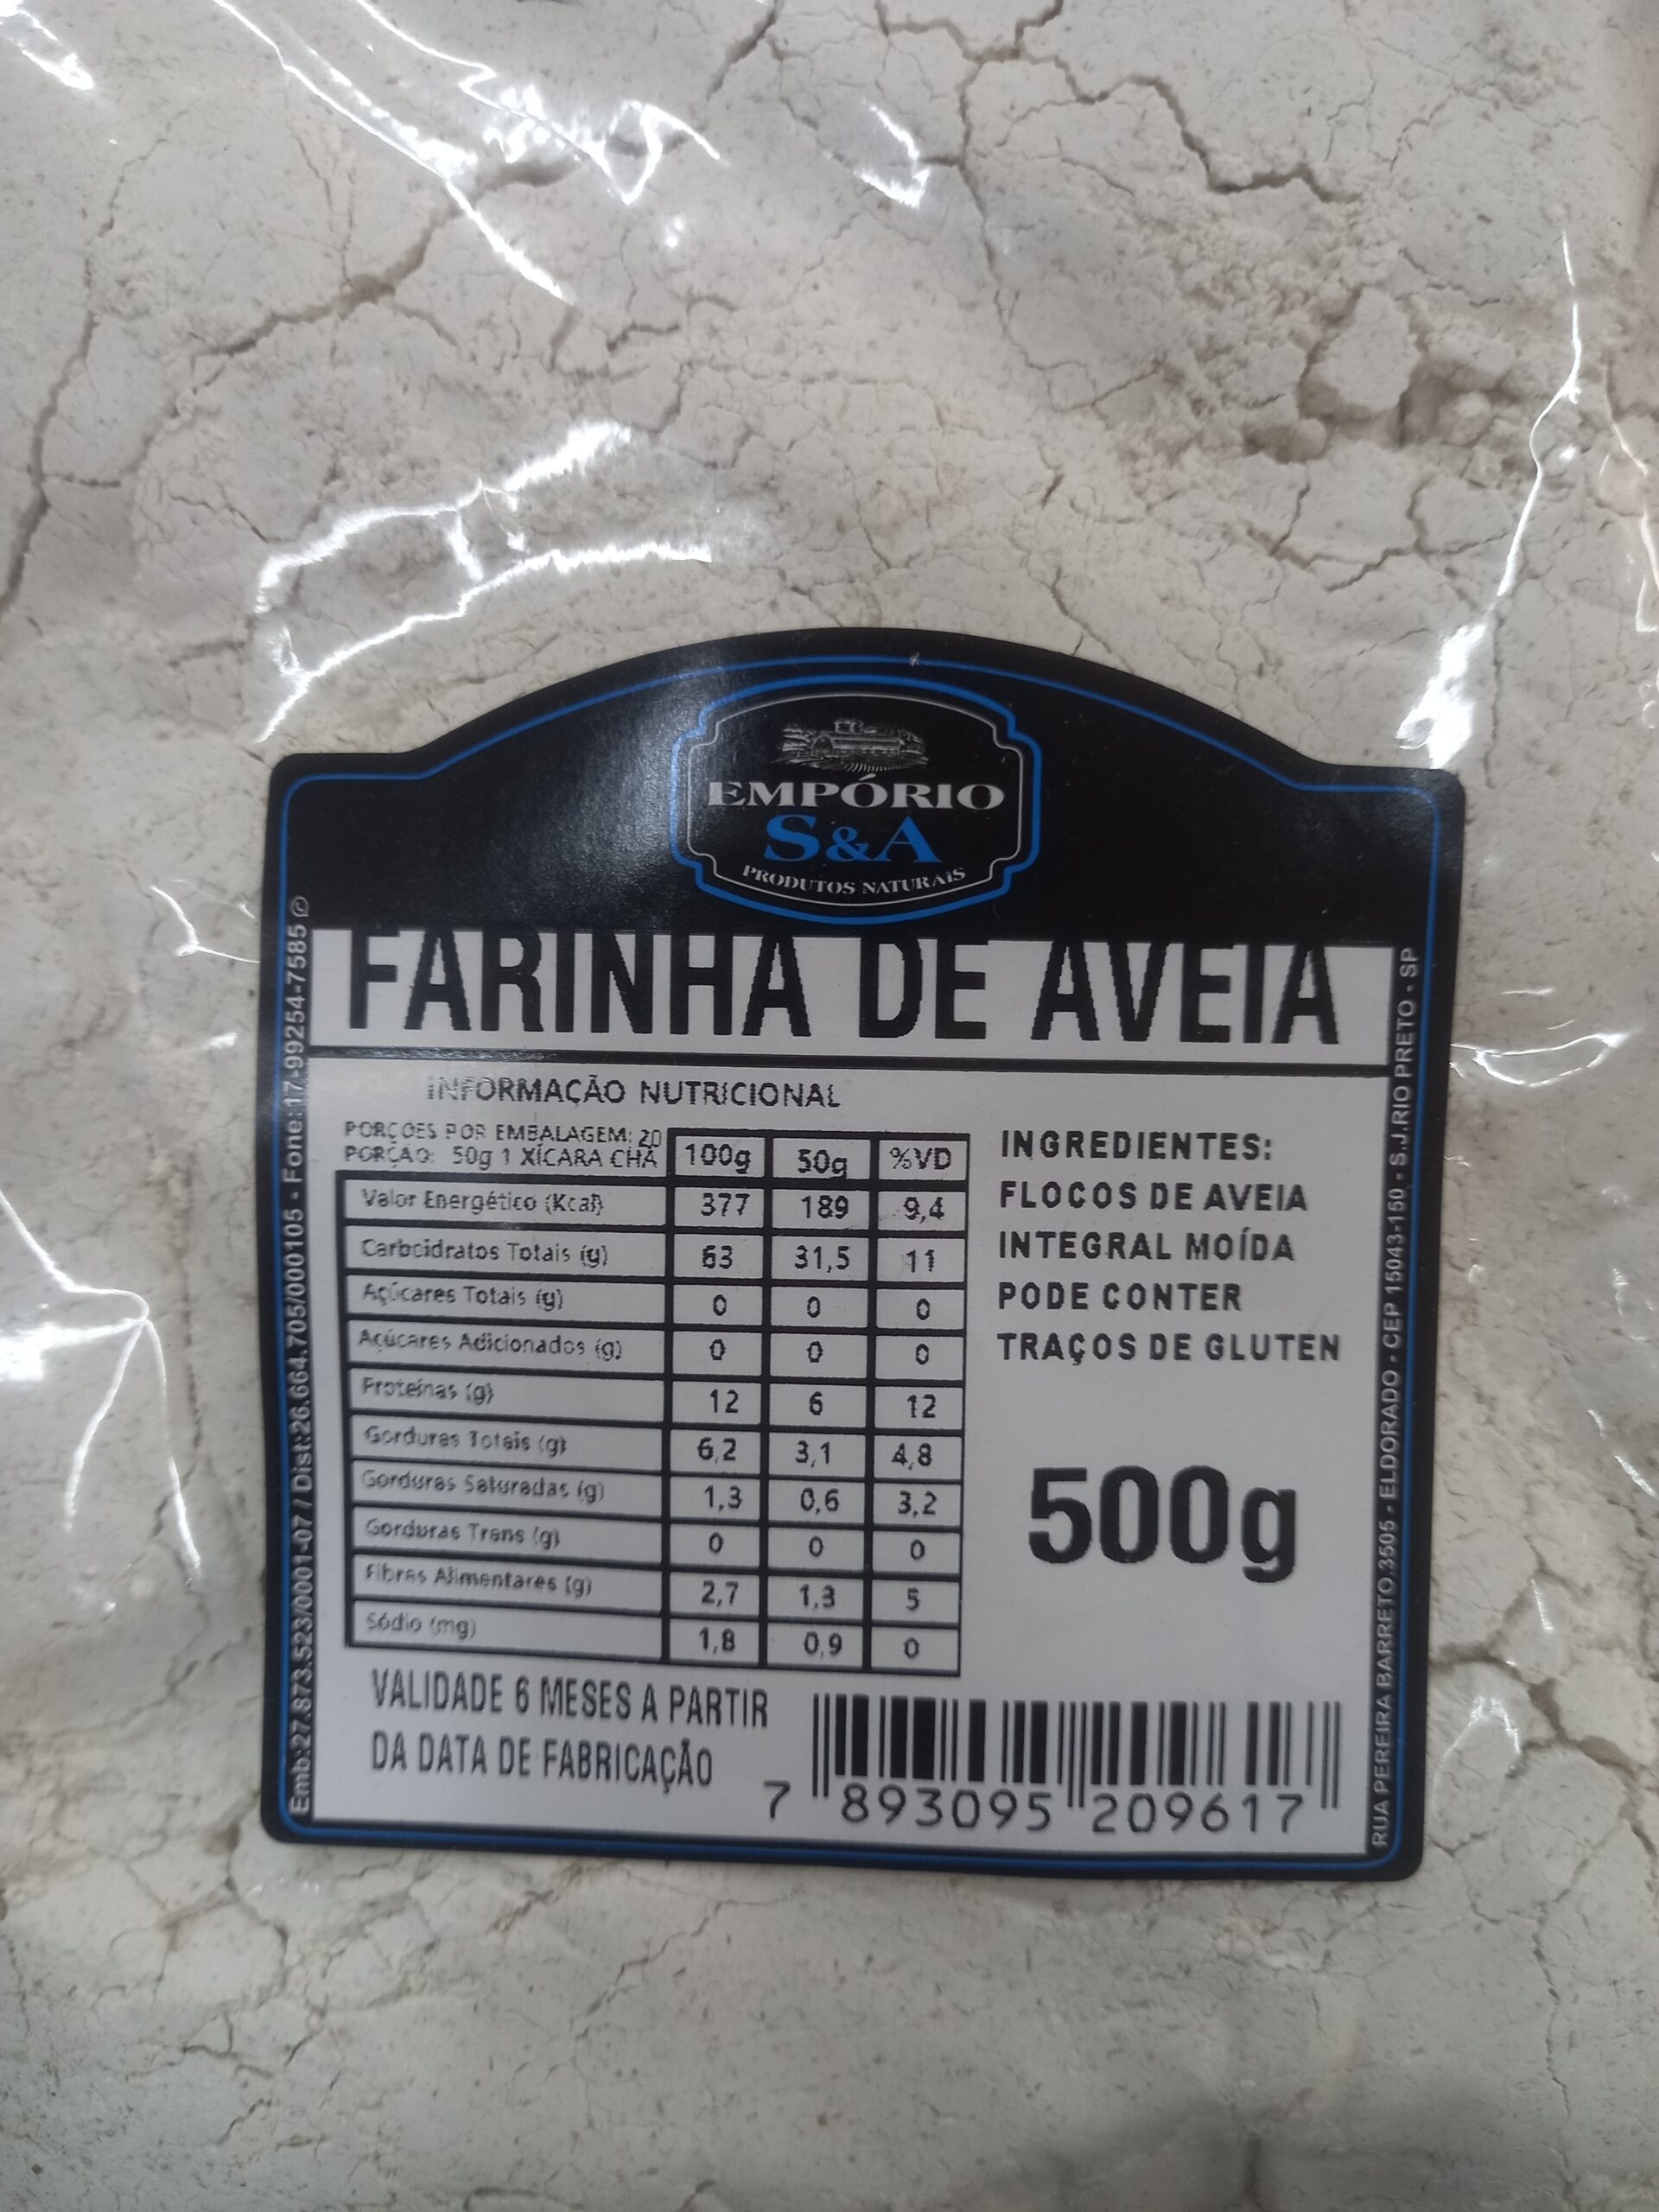 EMPÓRIO
S&A
PRODUTOS NATURAIS
FARINHA DE AVEIA
INFORMAÇÃO NUTRICIONAL
PORÇOES POR EMBALAGEM: 20
PORÇAO: 50g 1 XÍCARA CHÁ
100g 50g %VD
Valor Energético (Kcal) 377 189 9,4
Carboidratos Totais (g) 63 31,5 11
Açúcares Totais (g) 0 0 0
Açúcares Adicionados (g) 0 0 0
Proteínas (g) 12 6 12
Gorduras Totais (g) 6,2 3,1 4,8
Gorduras Saturadas (g) 1,3 0,6 3,2
Gorduras Trans (g) 0 0 0
Fibras Alimentares (g) 2,7 1,3 5
Sódio (mg) 1,8 0,9 0
INGREDIENTES:
FLOCOS DE AVEIA
INTEGRAL MOÍDA
PODE CONTER
TRAÇOS DE GLUTEN
500g
VALIDADE 6 MESES A PARTIR
DA DATA DE FABRICAÇÃO
7 893095 209617
Emb:27.873.523/0001-07 / Dist:26.664.705/000105 - Fone:17-99254-7585
RUA PEREIRA BARRETO.3505 - ELDORADO - CEP 15043-150 - S.J.RIO PRETO - SP